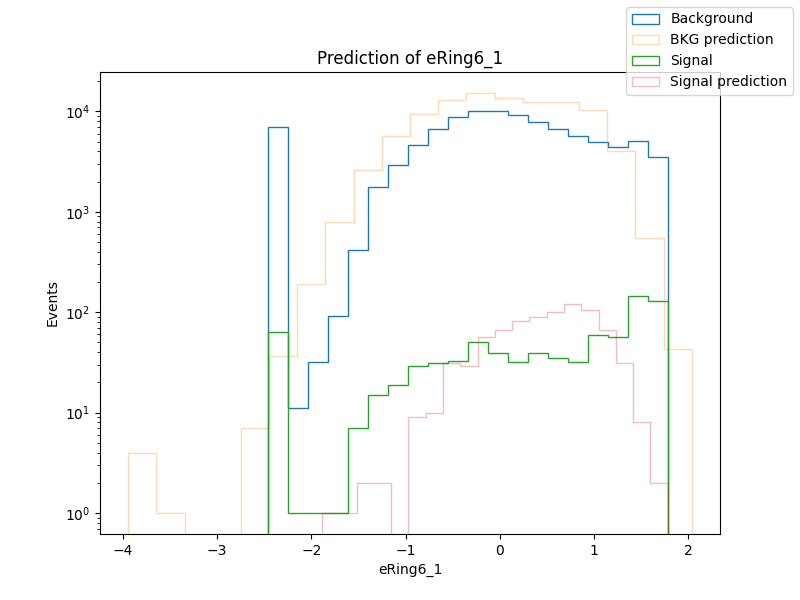 Prediction of eRing6_1
Background
BKG prediction
Signal
Signal prediction
Events
10⁴
10³
10²
10¹
10⁰
−4
−3
−2
−1
0
1
2
eRing6_1